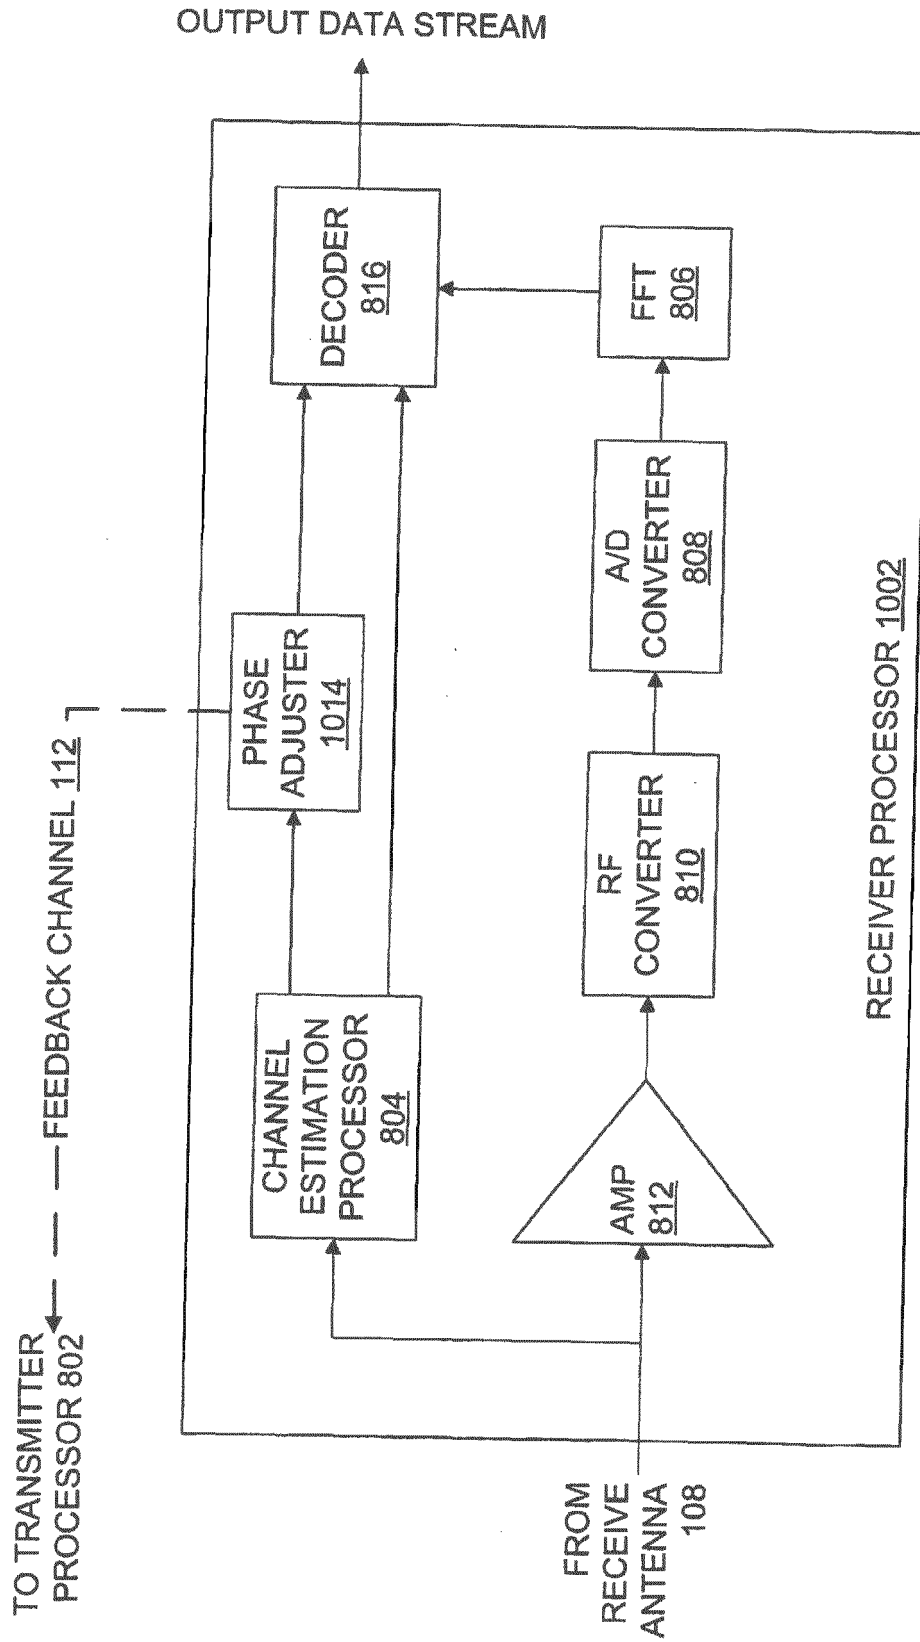 TO TRANSMITTER
PROCESSOR 802
FEEDBACK CHANNEL 112
OUTPUT DATA STREAM
CHANNEL
ESTIMATION
PROCESSOR
804
PHASE
ADJUSTER
1014
DECODER
816
FROM
RECEIVE
ANTENNA
108
AMP
812
RF
CONVERTER
810
A/D
CONVERTER
808
FFT
806
RECEIVER PROCESSOR 1002